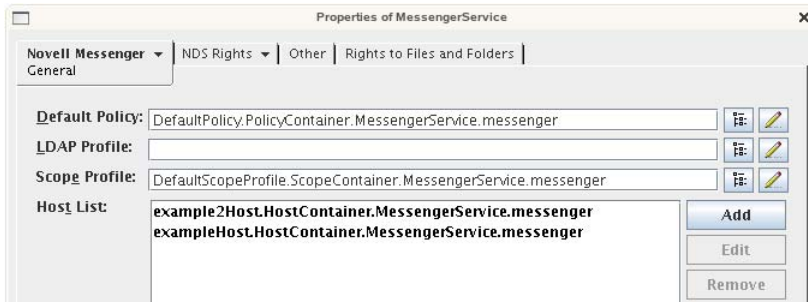 Properties of MessengerService
Novell Messenger NDS Rights Other Rights to Files and Folders
General
Default Policy: DefaultPolicy.PolicyContainer.MessengerService.messenger
LDAP Profile:
Scope Profile: DefaultScopeProfile.ScopeContainer.MessengerService.messenger
Host List: example2Host.HostContainer.MessengerService.messenger Add
exampleHost.HostContainer.MessengerService.messenger
Edit
Remove